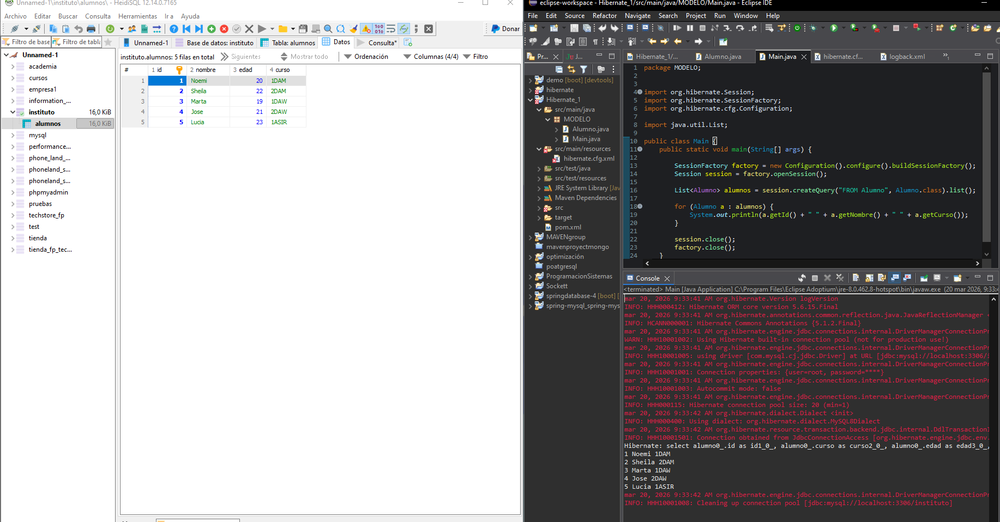 Unnamed-1\instituto\alumnos\ - HeidiSQL 12.14.0.7165
Archivo Editar Buscar Consulta Herramientas Ir a Ayuda
Donar
Filtro de base
Filtro de tabla
Unnamed-1
Base de datos: instituto
Tabla: alumnos
Datos
Consulta*
Unnamed-1
academia
cursos
empresa1
information_...
instituto 16,0 KiB
alumnos 16,0 KiB
mysql
performance...
phone_land_...
phoneland_s...
phoneland_s...
phpmyadmin
pruebas
techstore_fp
test
tienda
tienda_fp_tec...
instituto.alumnos: 5 filas en total
Siguientes
Mostrar todo
Ordenación
Columnas (4/4)
Filtro
# 1 id 2 nombre 3 edad 4 curso
1 1 Noemi 20 1DAM
2 2 Sheila 22 2DAM
3 3 Marta 19 1DAW
4 4 Jose 21 2DAW
5 5 Lucia 23 1ASIR
eclipse-workspace - Hibernate_1/src/main/java/MODELO/Main.java - Eclipse IDE
File Edit Source Refactor Navigate Search Project Run Window Help
Pr...
J...
demo [boot] [devtools]
hibernate
Hibernate_1
src/main/java
MODELO
Alumno.java
Main.java
src/main/resources
hibernate.cfg.xml
src/test/java
src/test/resources
JRE System Library [Jav
Maven Dependencies
src
target
pom.xml
MAVENgroup
mavenproyectmongo
optimización
poatgresql
ProgramacionSistemas
Sockett
springdatabase-4 [boot] [
spring-mysql_spring-mys
Hibernate_1/...
Alumno.java
Main.java
hibernate.cf...
logback.xml
1 package MODELO;
2
3
4 import org.hibernate.Session;
5 import org.hibernate.SessionFactory;
6 import org.hibernate.cfg.Configuration;
7
8 import java.util.List;
9
10 public class Main {
11 public static void main(String[] args) {
12
13 SessionFactory factory = new Configuration().configure().buildSessionFactory();
14 Session session = factory.openSession();
15
16 List<Alumno> alumnos = session.createQuery("FROM Alumno", Alumno.class).list();
17
18 for (Alumno a : alumnos) {
19 System.out.println(a.getId() + " " + a.getNombre() + " " + a.getCurso());
20 }
21
22 session.close();
23 factory.close();
24 }
Console
<terminated> Main [Java Application] C:\Program Files\Eclipse Adoptium\jre-8.0.462.8-hotspot\bin\javaw.exe (20 mar 2026, 9:33:4
mar 20, 2026 9:33:41 AM org.hibernate.Version logVersion
INFO: HHH000412: Hibernate ORM core version 5.6.15.Final
mar 20, 2026 9:33:41 AM org.hibernate.annotations.common.reflection.java.JavaReflectionManager <
INFO: HCANN000001: Hibernate Commons Annotations {5.1.2.Final}
mar 20, 2026 9:33:41 AM org.hibernate.engine.jdbc.connections.internal.DriverManagerConnectionPr
WARN: HHH10001002: Using Hibernate built-in connection pool (not for production use!)
mar 20, 2026 9:33:41 AM org.hibernate.engine.jdbc.connections.internal.DriverManagerConnectionPr
INFO: HHH10001005: using driver [com.mysql.cj.jdbc.Driver] at URL [jdbc:mysql://localhost:3306/i
mar 20, 2026 9:33:41 AM org.hibernate.engine.jdbc.connections.internal.DriverManagerConnectionPr
INFO: HHH10001001: Connection properties: {user=root, password=****}
mar 20, 2026 9:33:41 AM org.hibernate.engine.jdbc.connections.internal.DriverManagerConnectionPr
INFO: HHH10001003: Autocommit mode: false
mar 20, 2026 9:33:41 AM org.hibernate.engine.jdbc.connections.internal.DriverManagerConnectionPr
INFO: HHH000115: Hibernate connection pool size: 20 (min=1)
mar 20, 2026 9:33:42 AM org.hibernate.dialect.Dialect <init>
INFO: HHH000400: Using dialect: org.hibernate.dialect.MySQL8Dialect
mar 20, 2026 9:33:42 AM org.hibernate.resource.transaction.backend.jdbc.internal.DdlTransactionI
INFO: HHH10001501: Connection obtained from JdbcConnectionAccess [org.hibernate.engine.jdbc.env.
Hibernate: select alumno0_.id as id1_0_, alumno0_.curso as curso2_0_, alumno0_.edad as edad3_0_,
1 Noemi 1DAM
2 Sheila 2DAM
3 Marta 1DAW
4 Jose 2DAW
5 Lucia 1ASIR
mar 20, 2026 9:33:42 AM org.hibernate.engine.jdbc.connections.internal.DriverManagerConnectionPr
INFO: HHH10001008: Cleaning up connection pool [jdbc:mysql://localhost:3306/instituto]